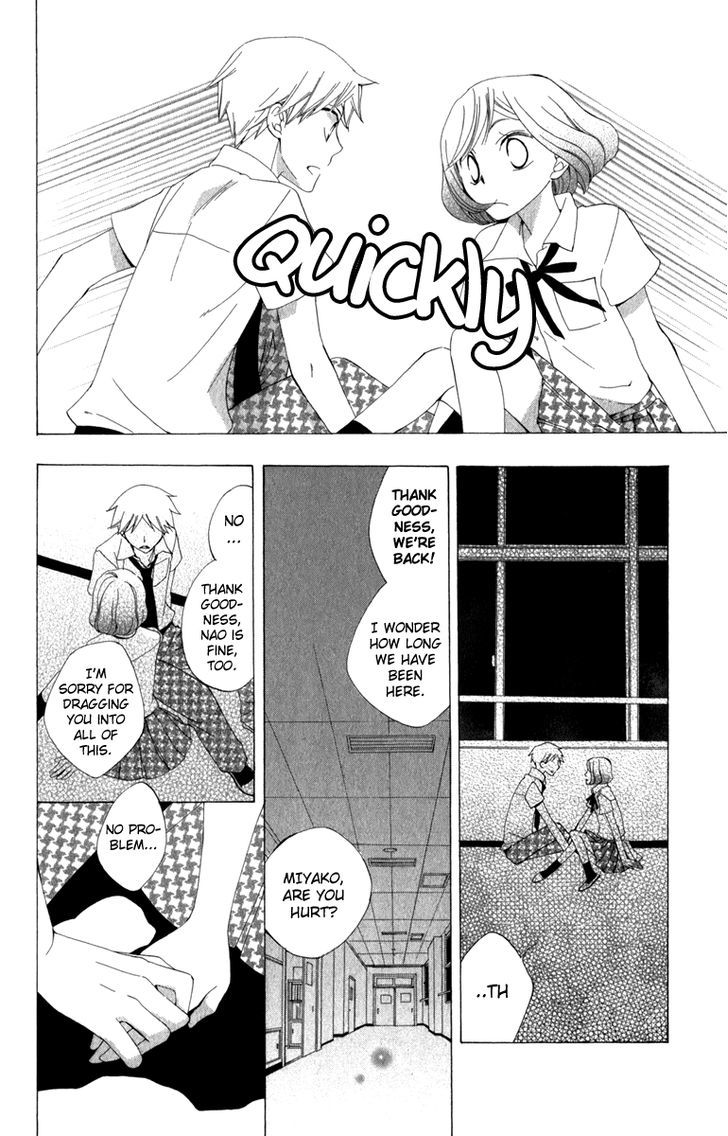 Quickly
..TH
THANK
GOOD-
NESS,
WE'RE
BACK!
I WONDER
HOW LONG
WE HAVE
BEEN
HERE.
MIYAKO,
ARE YOU
HURT?
NO
...
THANK
GOOD-
NESS,
NAO IS
FINE,
TOO.
I'M
SORRY FOR
DRAGGING
YOU INTO
ALL OF
THIS.
NO PRO-
BLEM...